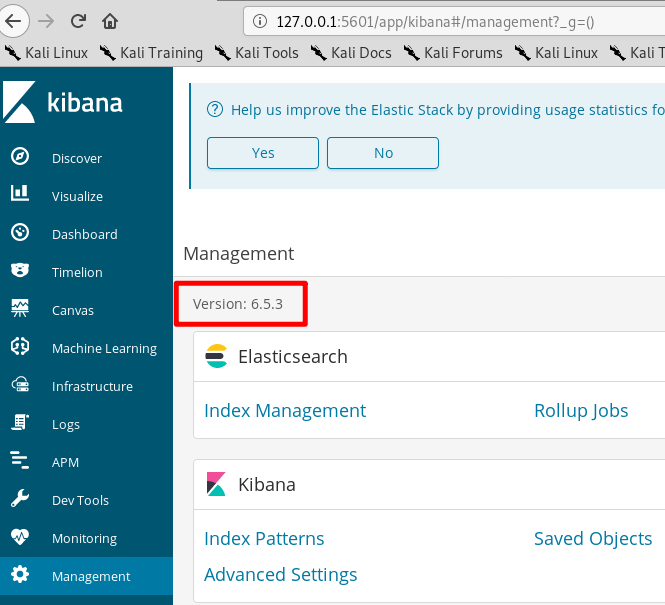 127.0.0.1:5601/app/kibana#/management?_g=()
Kali Linux Kali Training Kali Tools Kali Docs Kali Forums Kali Linux Kali T
kibana
Discover
Visualize
Dashboard
Timelion
Canvas
Machine Learning
Infrastructure
Logs
APM
Dev Tools
Monitoring
Management
Help us improve the Elastic Stack by providing usage statistics fo
Yes No
Management
Version: 6.5.3
Elasticsearch
Index Management Rollup Jobs
Kibana
Index Patterns Saved Objects
Advanced Settings